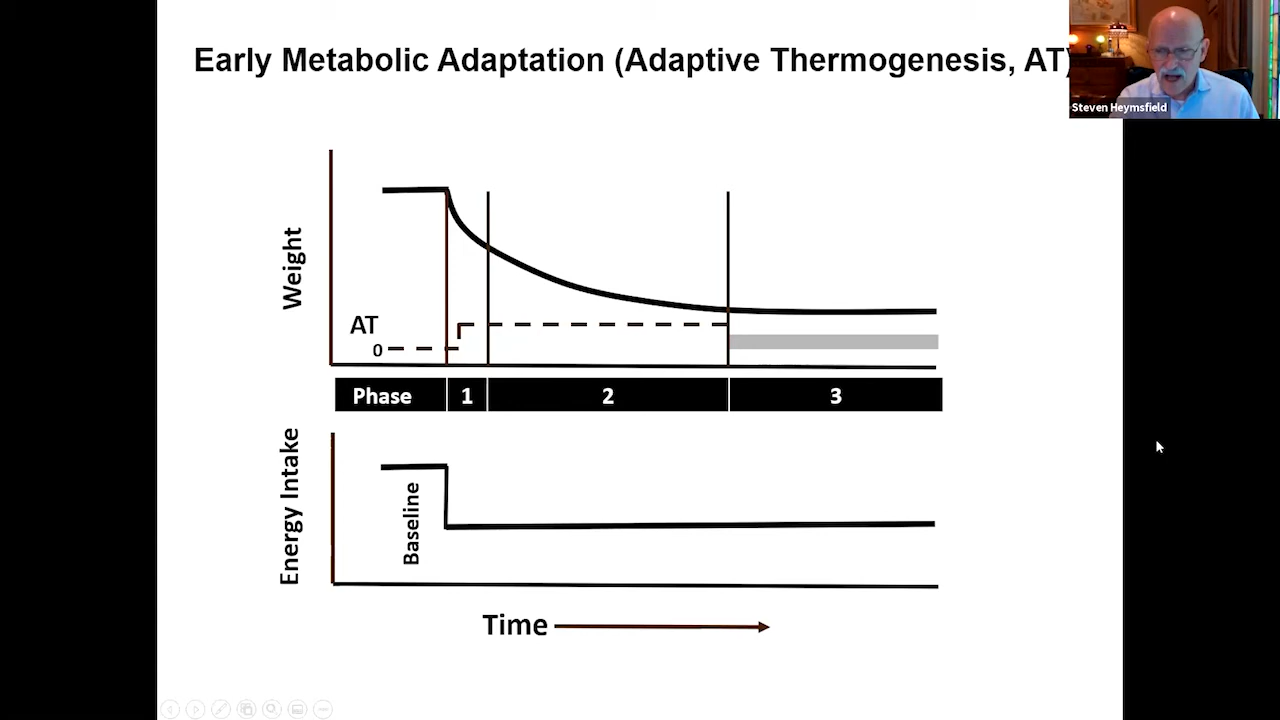 Early Metabolic Adaptation (Adaptive Thermogenesis, AT)
Steven Heymsfield
Weight
AT
0
Phase 1 2 3
Energy Intake
Baseline
Time